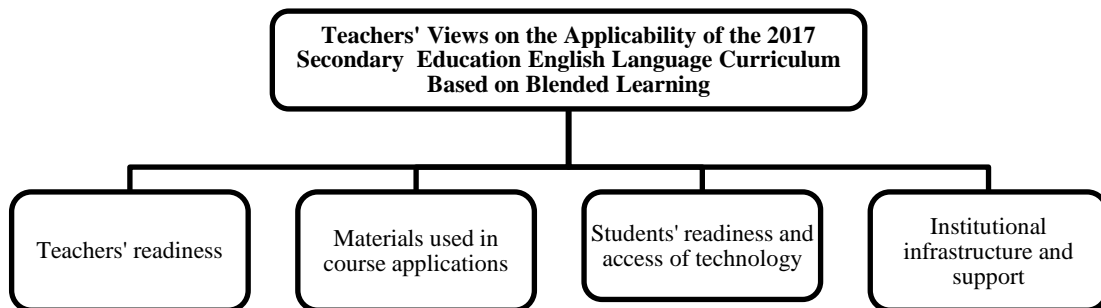 Teachers' Views on the Applicability of the 2017
Secondary Education English Language Curriculum
Based on Blended Learning
Teachers' readiness
Materials used in
course applications
Students' readiness and
access of technology
Institutional
infrastructure and
support